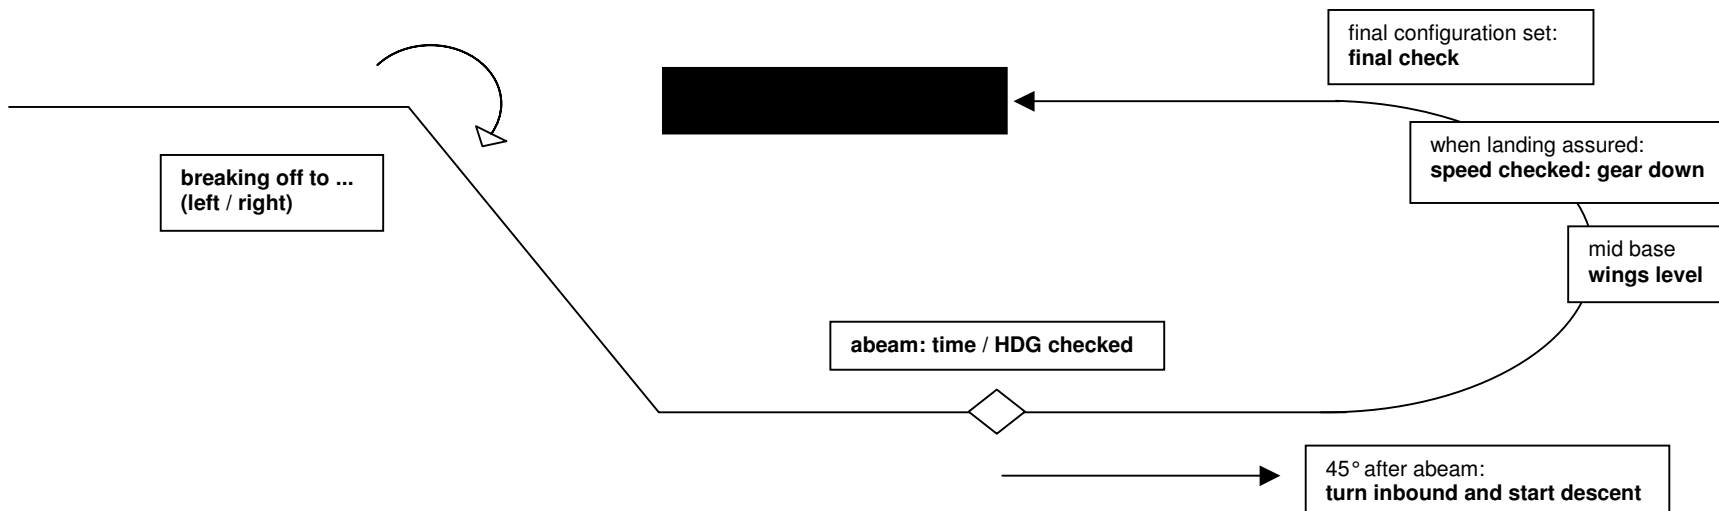 final configuration set:
final check
when landing assured:
speed checked: gear down
breaking off to ...
(left / right)
mid base
wings level
abeam: time / HDG checked
45° after abeam:
turn inbound and start descent